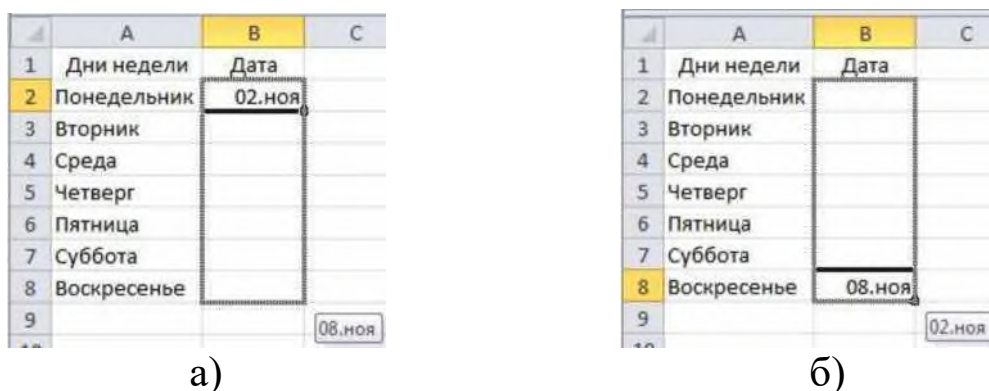 A B C
1 Дни недели Дата
2 Понедельник 02.ноя
3 Вторник
4 Среда
5 Четверг
6 Пятница
7 Суббота
8 Воскресенье
9 08.ноя
а)
A B C
1 Дни недели Дата
2 Понедельник
3 Вторник
4 Среда
5 Четверг
6 Пятница
7 Суббота
8 Воскресенье 08.ноя
9 02.ноя
б)